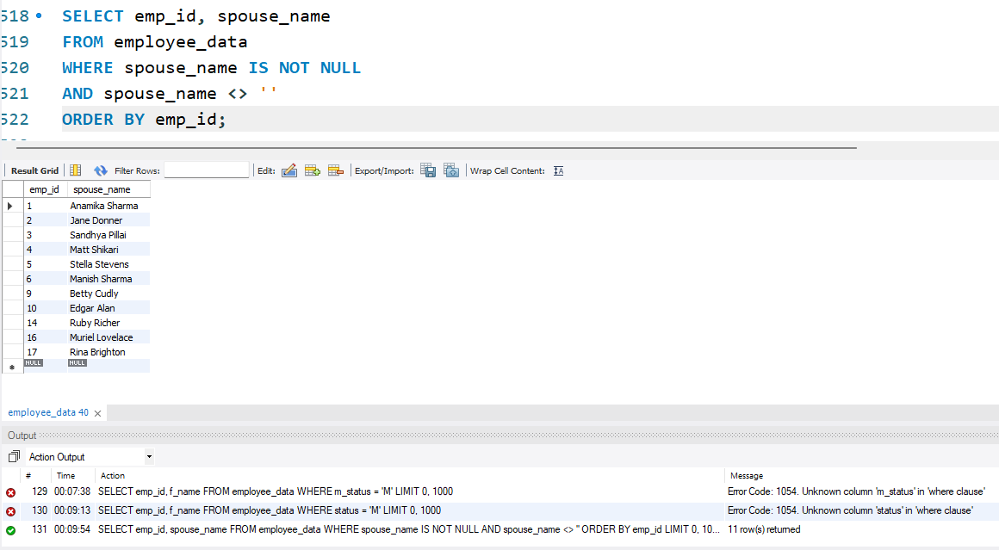 518 SELECT emp_id, spouse_name
519 FROM employee_data
520 WHERE spouse_name IS NOT NULL
521 AND spouse_name <> ''
522 ORDER BY emp_id;
Result Grid Filter Rows: Edit: Export/Import: Wrap Cell Content:
emp_id spouse_name
1 Anamika Sharma
2 Jane Donner
3 Sandhya Pillai
4 Matt Shikari
5 Stella Stevens
6 Manish Sharma
9 Betty Cudly
10 Edgar Alan
14 Ruby Richer
16 Muriel Lovelace
17 Rina Brighton
NULL NULL
employee_data 40
Output
Action Output
# Time Action Message
129 00:07:38 SELECT emp_id, f_name FROM employee_data WHERE m_status = 'M' LIMIT 0, 1000 Error Code: 1054. Unknown column 'm_status' in 'where clause'
130 00:09:13 SELECT emp_id, f_name FROM employee_data WHERE status = 'M' LIMIT 0, 1000 Error Code: 1054. Unknown column 'status' in 'where clause'
131 00:09:54 SELECT emp_id, spouse_name FROM employee_data WHERE spouse_name IS NOT NULL AND spouse_name <> '' ORDER BY emp_id LIMIT 0, 10... 11 row(s) returned